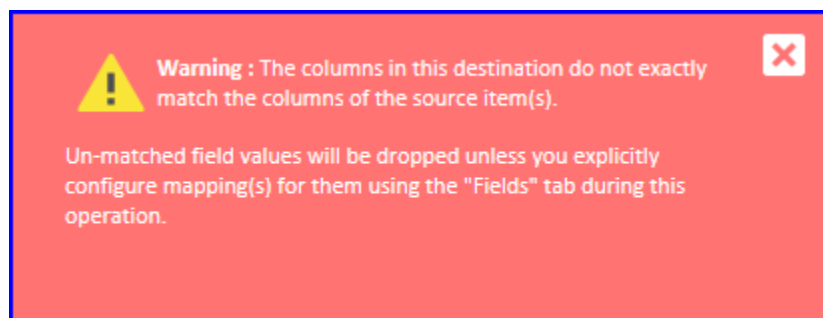 Warning : The columns in this destination do not exactly
match the columns of the source item(s).
Un-matched field values will be dropped unless you explicitly
configure mapping(s) for them using the "Fields" tab during this
operation.